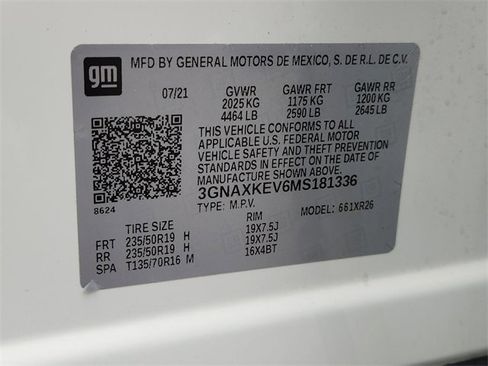 gm
MFD BY GENERAL MOTORS DE MEXICO, S. DE R.L. DE C.V.
07/21 GVWR GAWR FRT GAWR RR
2025 KG 1175 KG 1200 KG
4464 LB 2590 LB 2645 LB
THIS VEHICLE CONFORMS TO ALL
APPLICABLE U.S. FEDERAL MOTOR
VEHICLE SAFETY AND THEFT PREVENTION
STANDARDS IN EFFECT ON THE DATE OF
MANUFACTURE SHOWN ABOVE.
3GNAXKEV6MS181336
8624 TYPE: M.P.V. MODEL: 661XR26
TIRE SIZE RIM
FRT 235/50R19 H 19X7.5J
RR 235/50R19 H 19X7.5J
SPA T135/70R16 M 16X4BT